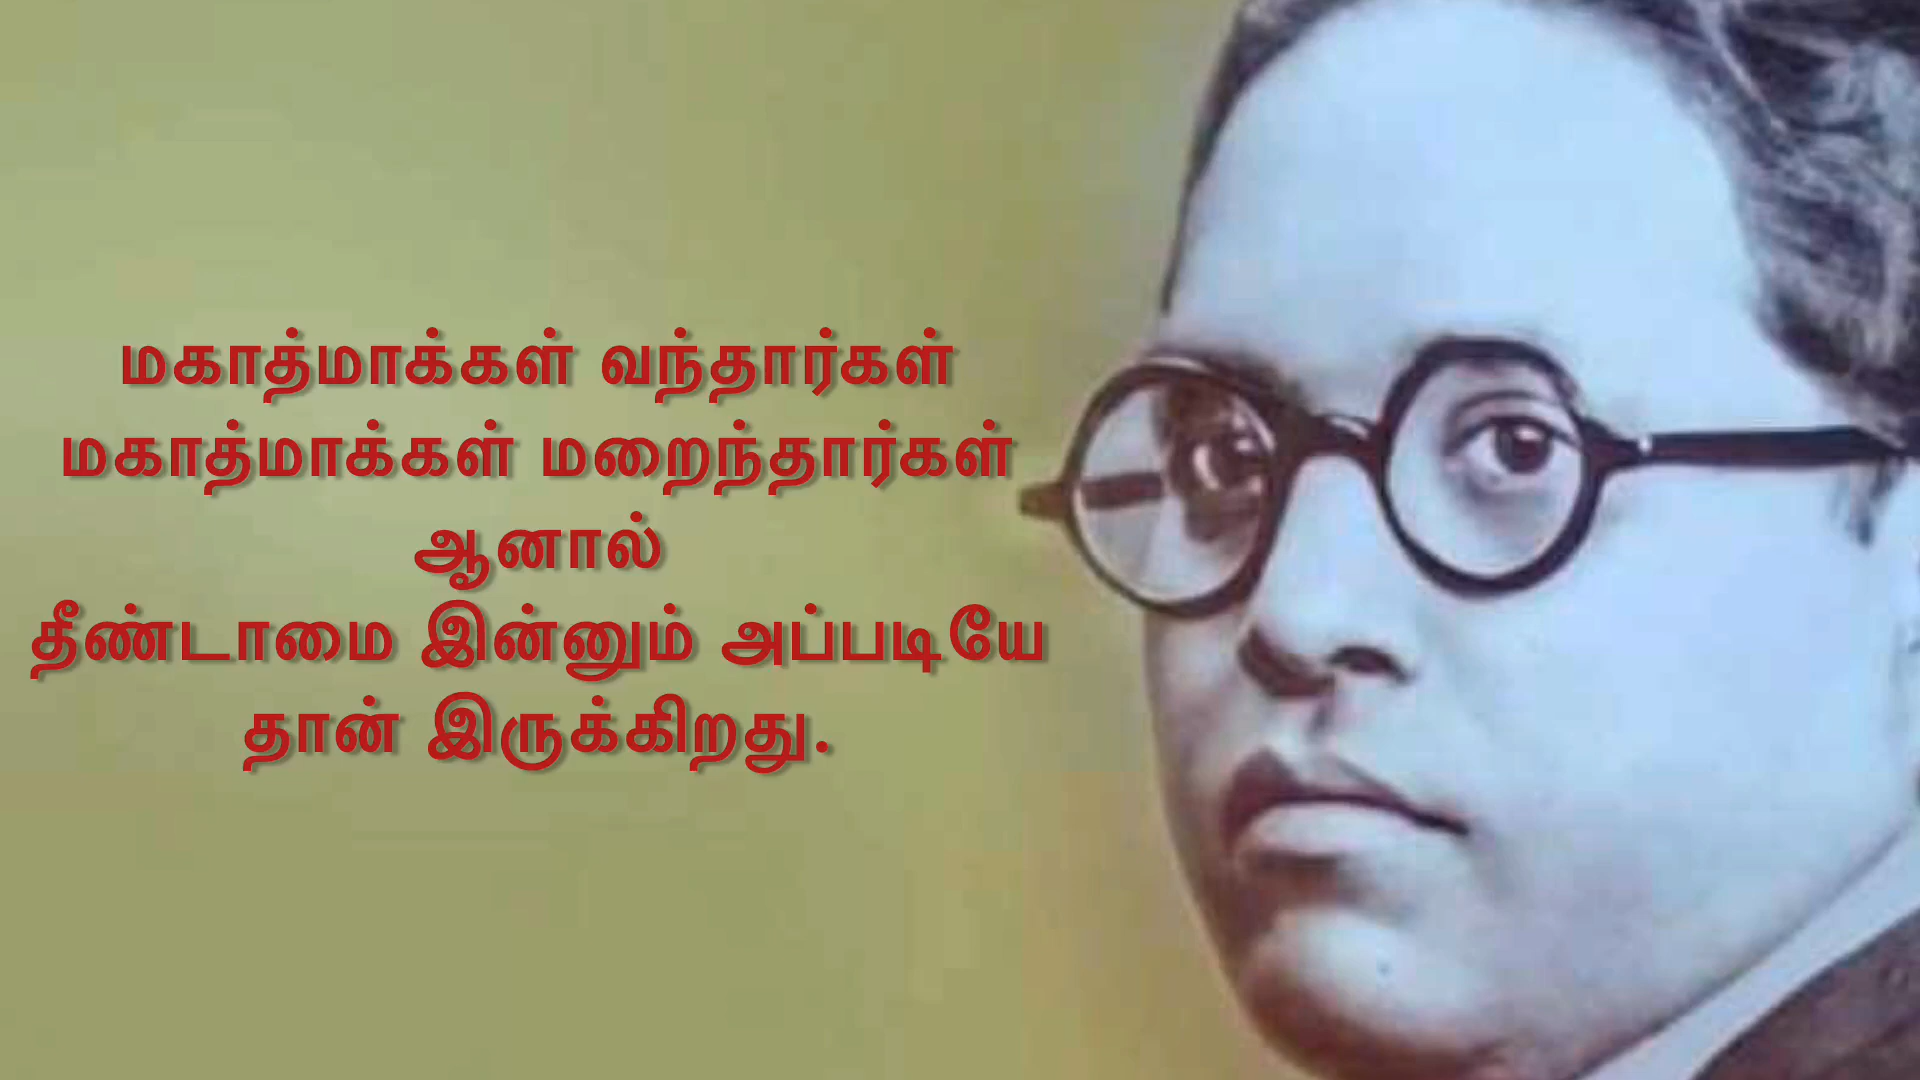 மகாத்மாக்கள் வந்தார்கள்
மகாத்மாக்கள் மறைந்தார்கள்
ஆனால்
தீண்டாமை இன்னும் அப்படியே
தான் இருக்கிறது.